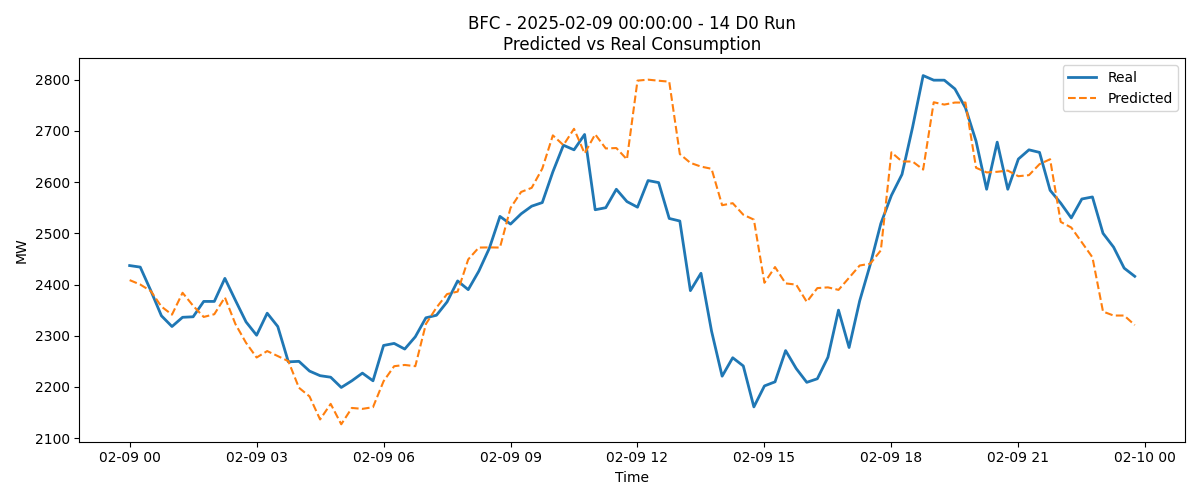 BFC - 2025-02-09 00:00:00 - 14 D0 Run
Predicted vs Real Consumption
Real
Predicted
MW
2800
2700
2600
2500
2400
2300
2200
2100
02-09 00
02-09 03
02-09 06
02-09 09
02-09 12
02-09 15
02-09 18
02-09 21
02-10 00
Time